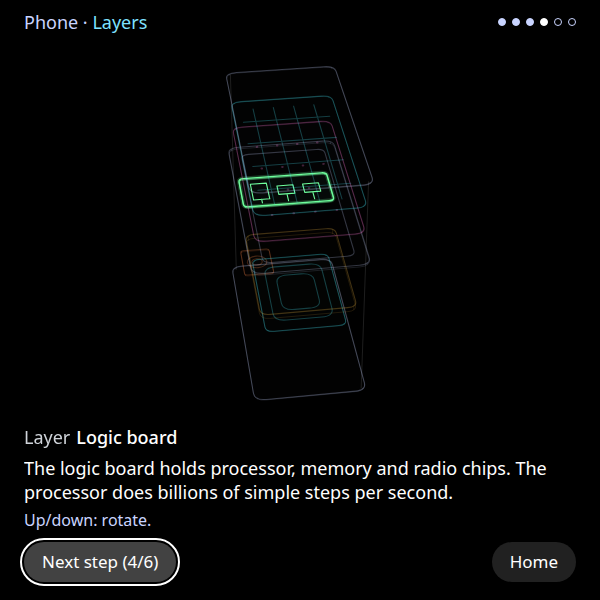 Phone · Layers
Layer Logic board
The logic board holds processor, memory and radio chips. The
processor does billions of simple steps per second.
Up/down: rotate.
Next step (4/6)
Home